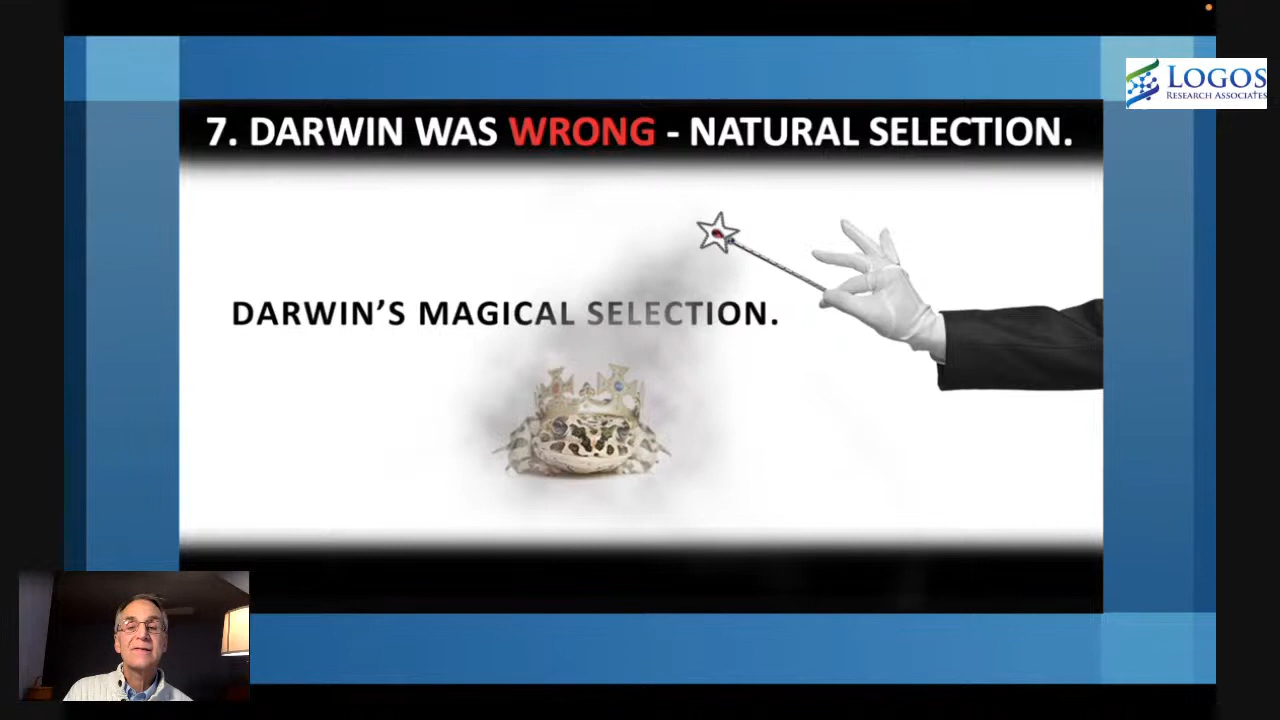 LOGOS
RESEARCH ASSOCIATES
7. DARWIN WAS WRONG - NATURAL SELECTION.
DARWIN'S MAGICAL SELECTION.